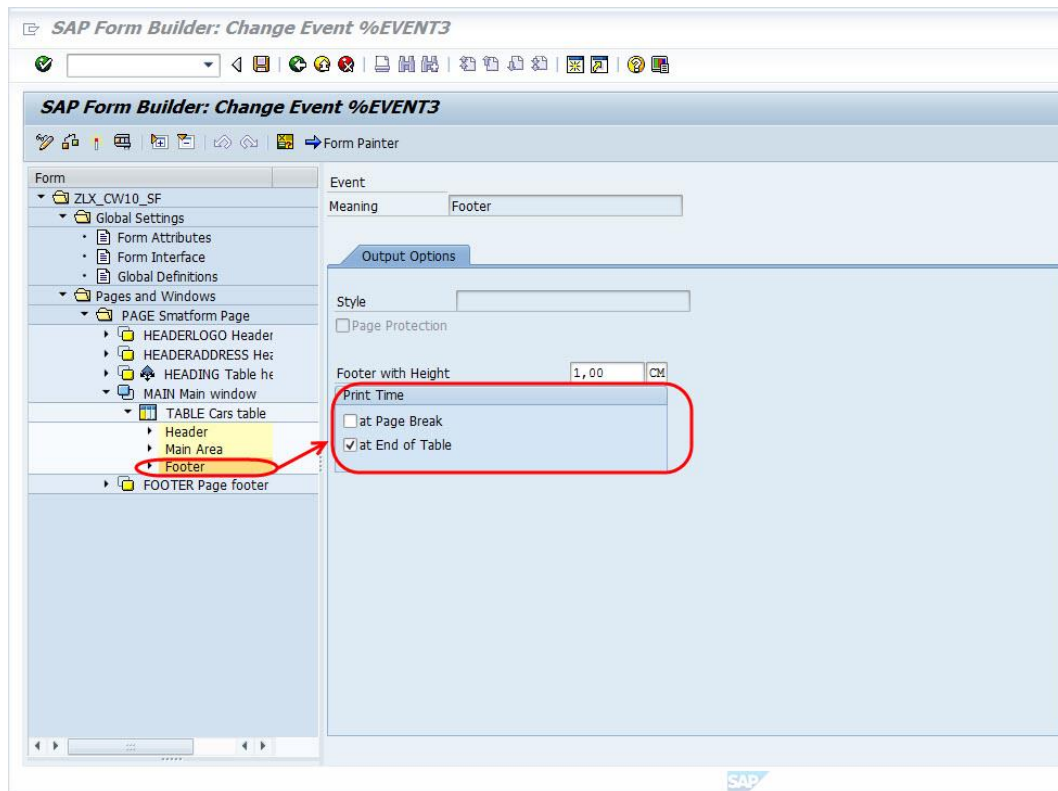 SAP Form Builder: Change Event %EVENT3
SAP Form Builder: Change Event %EVENT3
Form Painter
Form
ZLX_CW10_SF
Global Settings
Form Attributes
Form Interface
Global Definitions
Pages and Windows
PAGE Smatform Page
HEADERLOGO Header
HEADERADDRESS Hea
HEADING Table he
MAIN Main window
TABLE Cars table
Header
Main Area
Footer
FOOTER Page footer
Event
Meaning Footer
Output Options
Style
Page Protection
Footer with Height 1,00 CM
Print Time
at Page Break
at End of Table
SAP